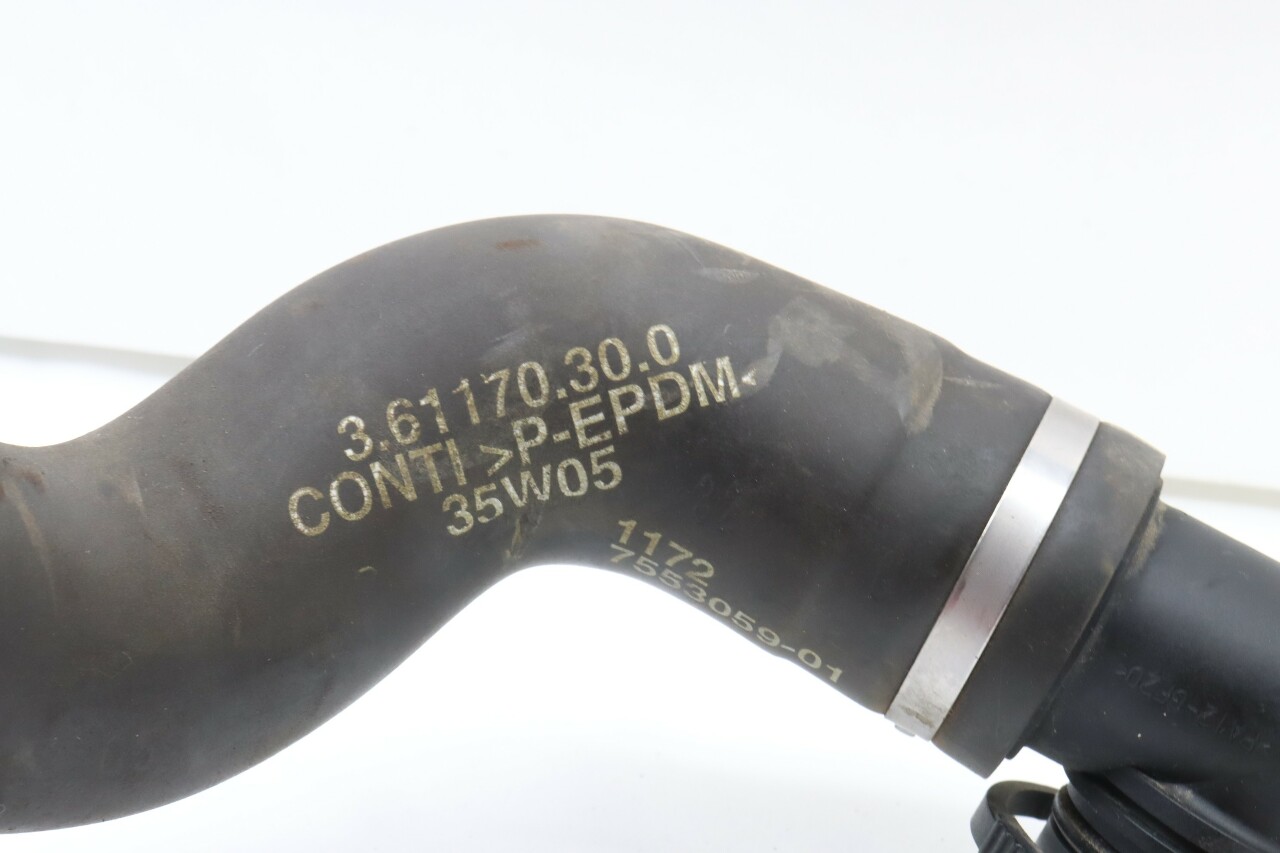 3.61170.30.0
CONTI >P-EPDM<
35W05
1172
7553059-01